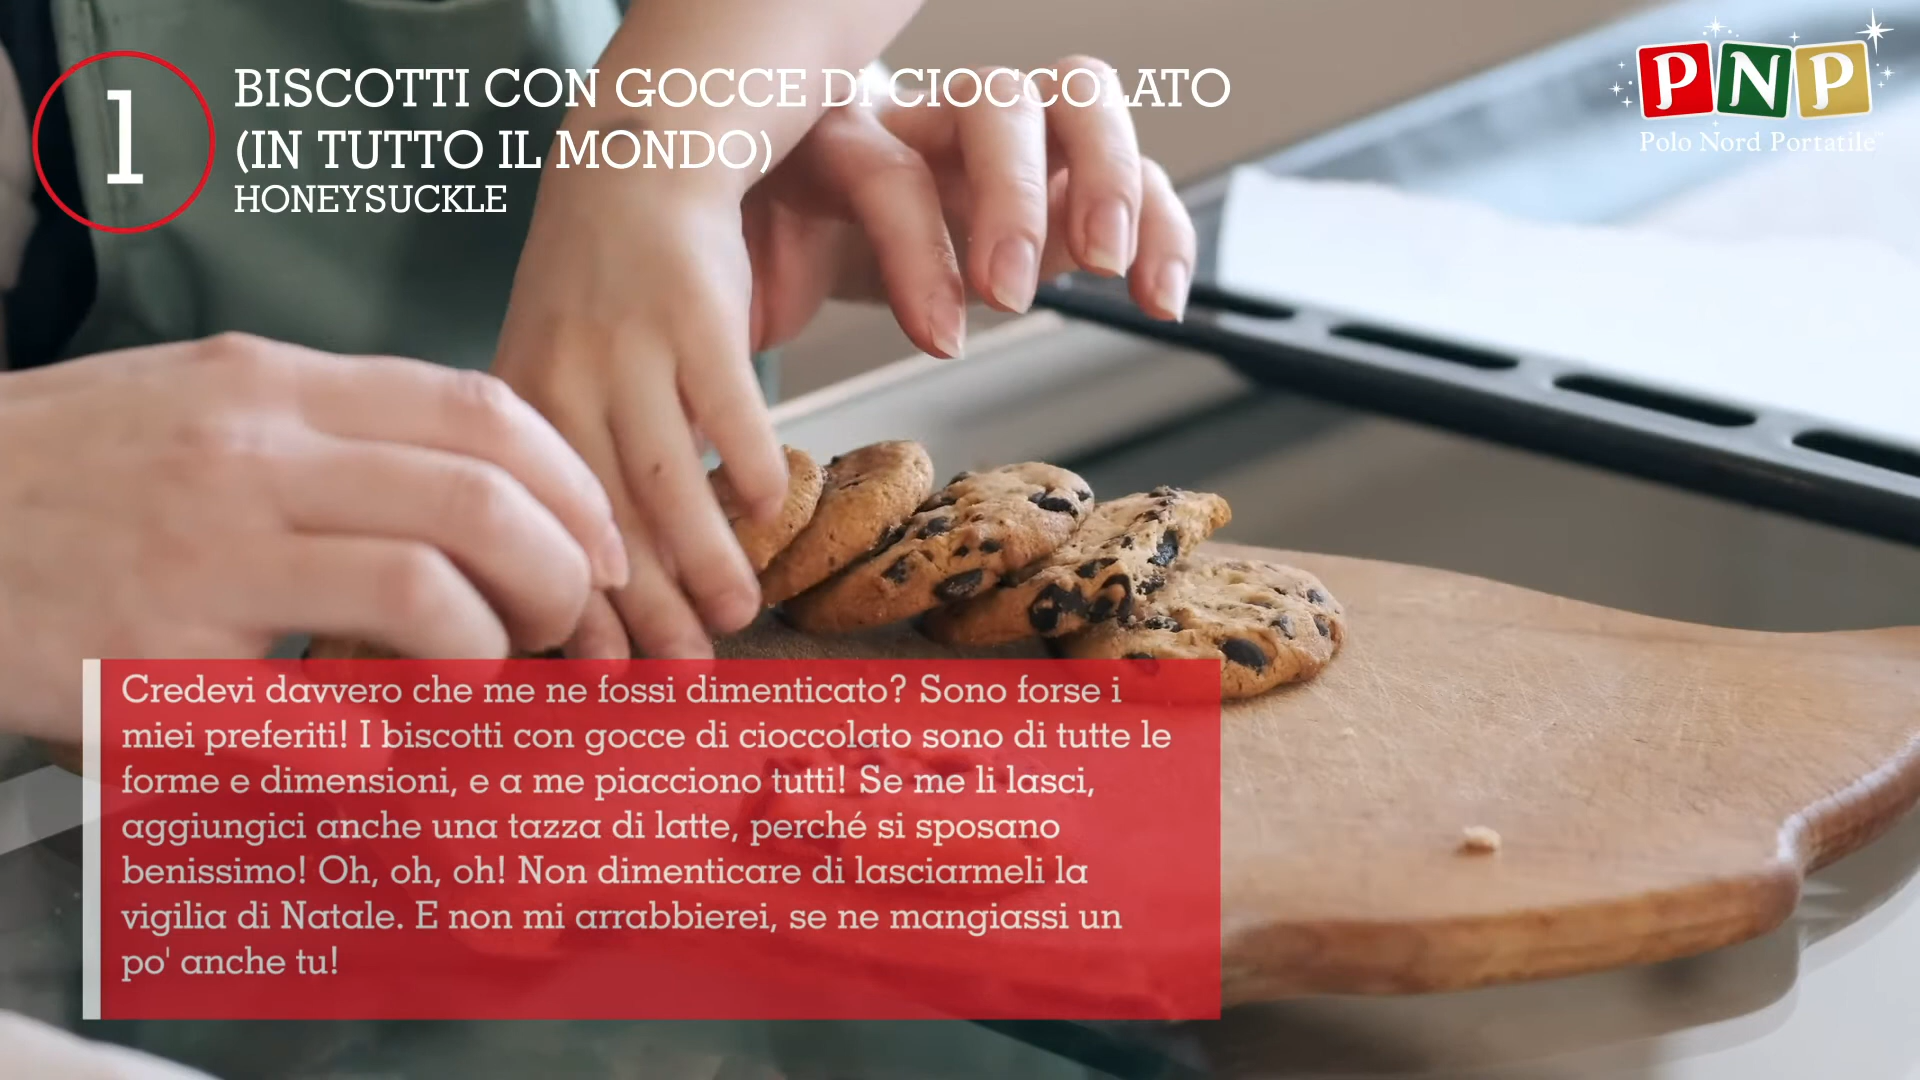 1
BISCOTTI CON GOCCE DI CIOCCOLATO
(IN TUTTO IL MONDO)
HONEYSUCKLE
PNP
Polo Nord Portatile™
Credevi davvero che me ne fossi dimenticato? Sono forse i
miei preferiti! I biscotti con gocce di cioccolato sono di tutte le
forme e dimensioni, e a me piacciono tutti! Se me li lasci,
aggiungici anche una tazza di latte, perché si sposano
benissimo! Oh, oh, oh! Non dimenticare di lasciarmeli la
vigilia di Natale. E non mi arrabbierei, se ne mangiassi un
po' anche tu!